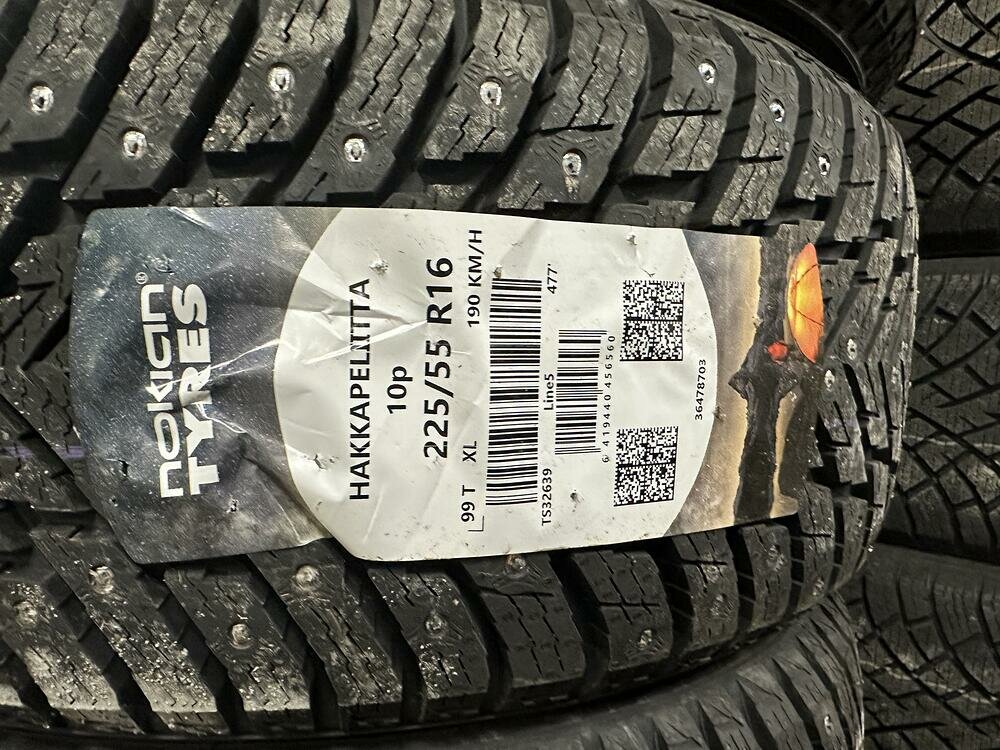 nokian®
TYRES
HAKKAPELIITTA
10p
225/55 R16
99 T XL 190 KM/H
TS32639 Line5 477'
6 419440 456560
36478703